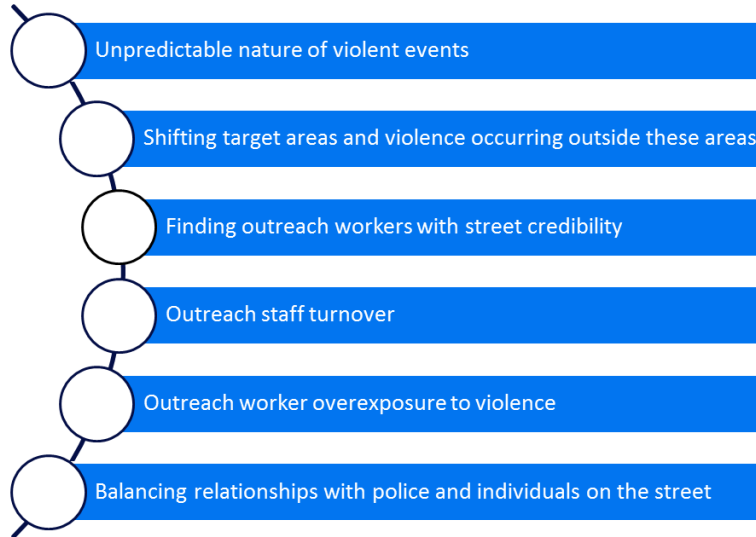 Unpredictable nature of violent events
Shifting target areas and violence occurring outside these areas
Finding outreach workers with street credibility
Outreach staff turnover
Outreach worker overexposure to violence
Balancing relationships with police and individuals on the street